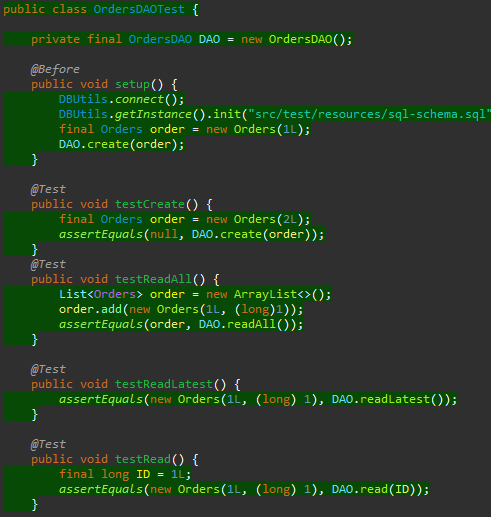 public class OrdersDAOTest {
private final OrdersDAO DAO = new OrdersDAO();
@Before
public void setup() {
DBUtils.connect();
DBUtils.getInstance().init("src/test/resources/sql-schema.sql"
final Orders order = new Orders(1L);
DAO.create(order);
}
@Test
public void testCreate() {
final Orders order = new Orders(2L);
assertEquals(null, DAO.create(order));
}
@Test
public void testReadAll() {
List<Orders> order = new ArrayList<>();
order.add(new Orders(1L, (long)1));
assertEquals(order, DAO.readAll());
}
@Test
public void testReadLatest() {
assertEquals(new Orders(1L, (long) 1), DAO.readLatest());
}
@Test
public void testRead() {
final long ID = 1L;
assertEquals(new Orders(1L, (long) 1), DAO.read(ID));
}